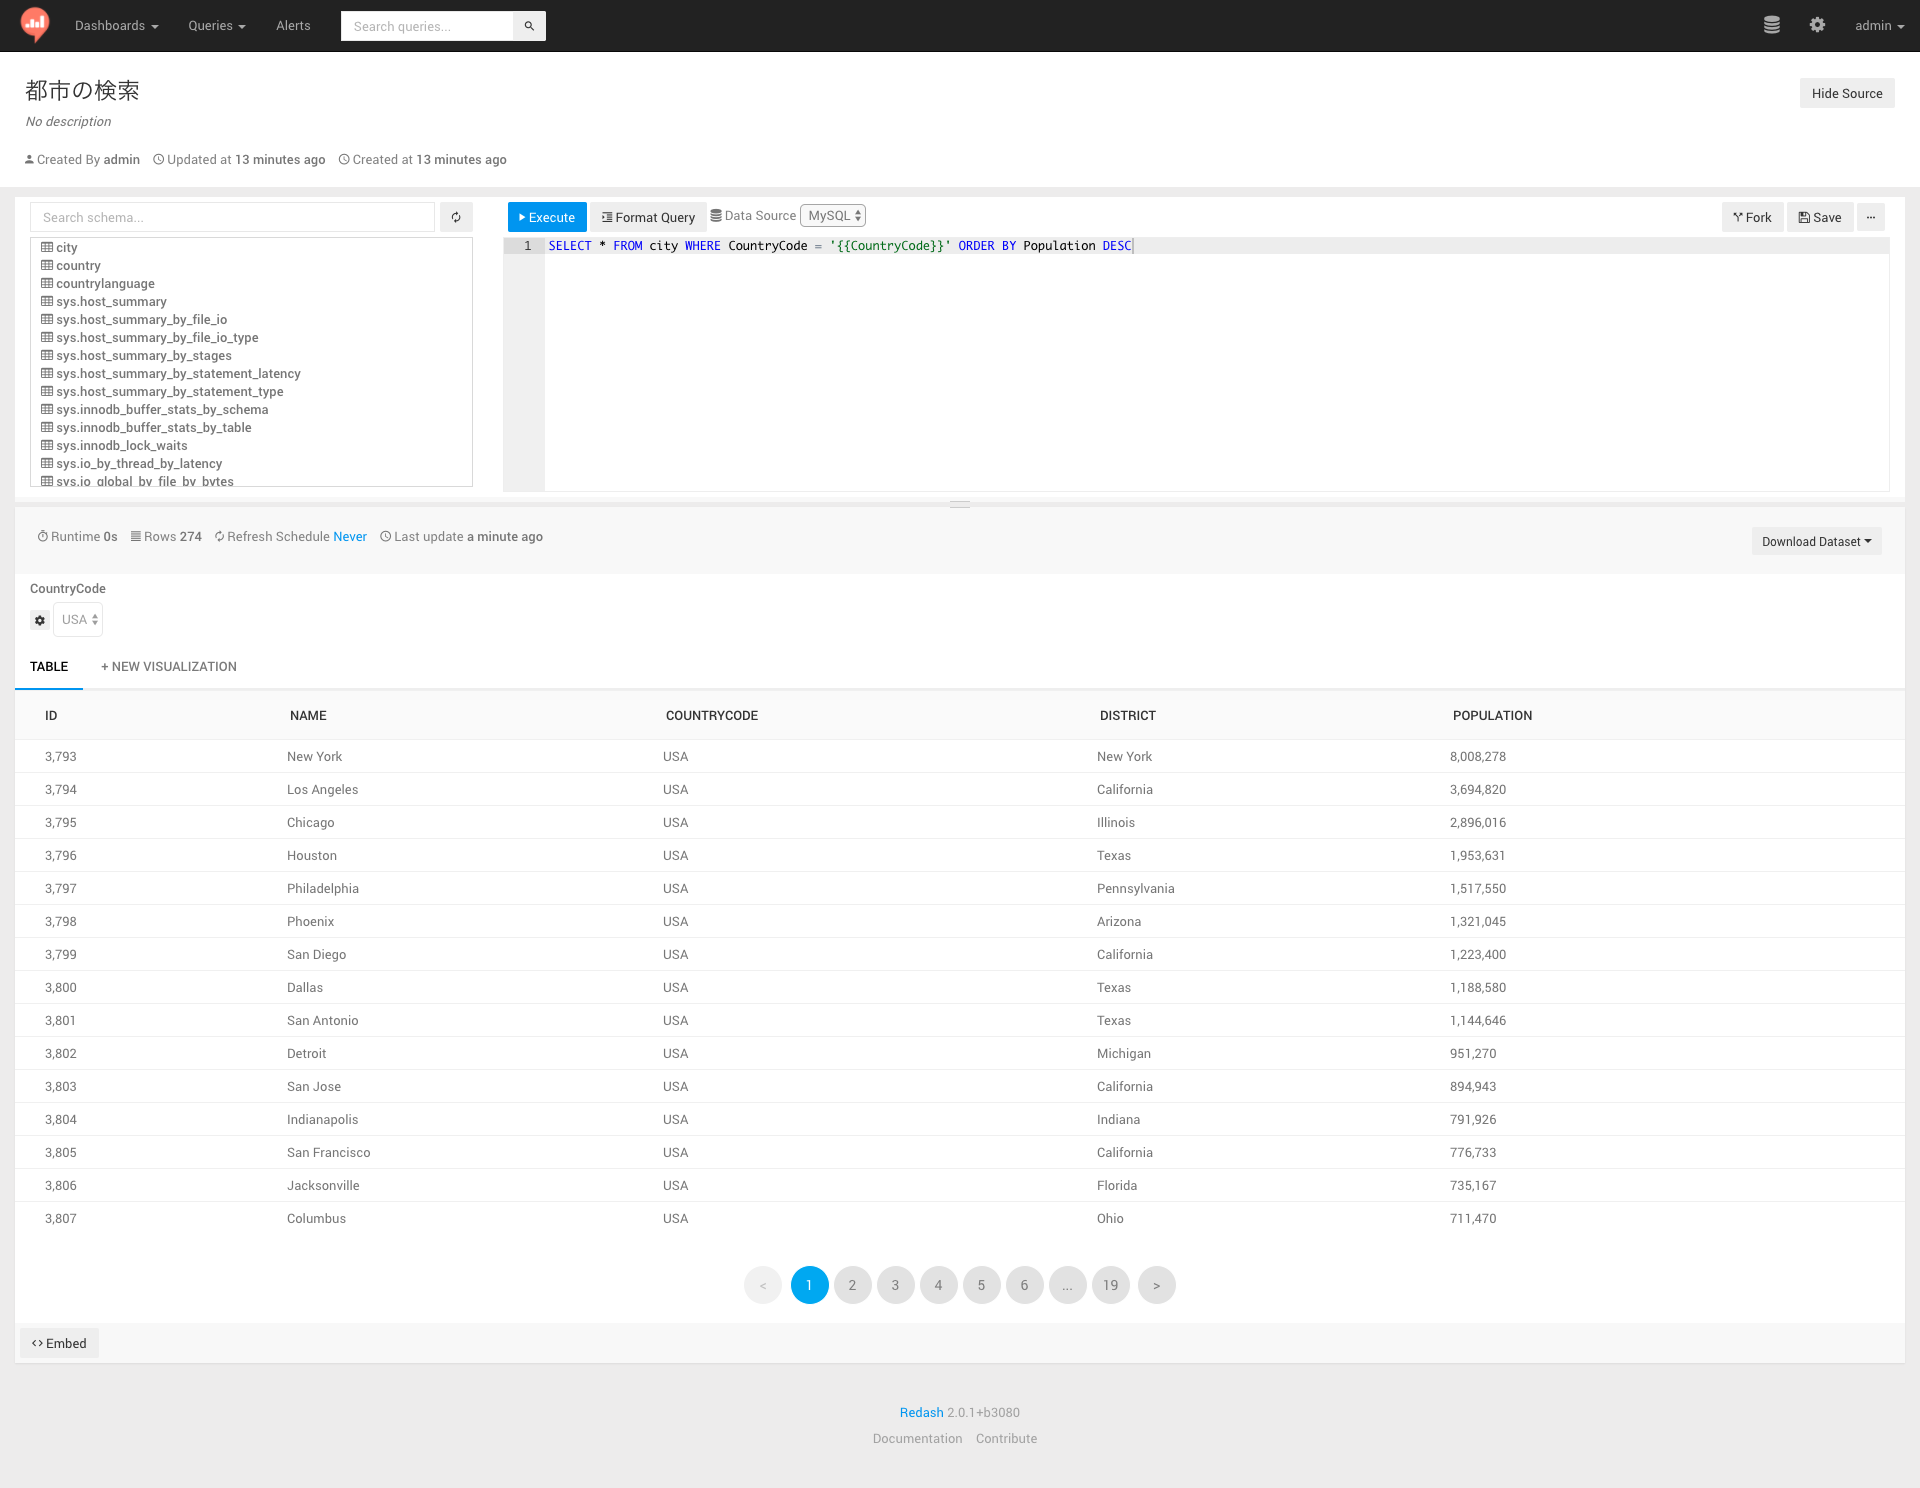 Dashboards Queries Alerts Search queries... admin
都市の検索
Hide Source
No description
Created By admin Updated at 13 minutes ago Created at 13 minutes ago
Search schema...
Execute Format Query Data Source MySQL Fork Save ...
city
country
countrylanguage
sys.host_summary
sys.host_summary_by_file_io
sys.host_summary_by_file_io_type
sys.host_summary_by_stages
sys.host_summary_by_statement_latency
sys.host_summary_by_statement_type
sys.innodb_buffer_stats_by_schema
sys.innodb_buffer_stats_by_table
sys.innodb_lock_waits
sys.io_by_thread_by_latency
sys.io_global_by_file_by_bytes
1 SELECT * FROM city WHERE CountryCode = '{{CountryCode}}' ORDER BY Population DESC
Runtime 0s Rows 274 Refresh Schedule Never Last update a minute ago
Download Dataset
CountryCode
USA
TABLE + NEW VISUALIZATION
ID NAME COUNTRYCODE DISTRICT POPULATION
3,793 New York USA New York 8,008,278
3,794 Los Angeles USA California 3,694,820
3,795 Chicago USA Illinois 2,896,016
3,796 Houston USA Texas 1,953,631
3,797 Philadelphia USA Pennsylvania 1,517,550
3,798 Phoenix USA Arizona 1,321,045
3,799 San Diego USA California 1,223,400
3,800 Dallas USA Texas 1,188,580
3,801 San Antonio USA Texas 1,144,646
3,802 Detroit USA Michigan 951,270
3,803 San Jose USA California 894,943
3,804 Indianapolis USA Indiana 791,926
3,805 San Francisco USA California 776,733
3,806 Jacksonville USA Florida 735,167
3,807 Columbus USA Ohio 711,470
< 1 2 3 4 5 6 ... 19 >
<> Embed
Redash 2.0.1+b3080
Documentation Contribute